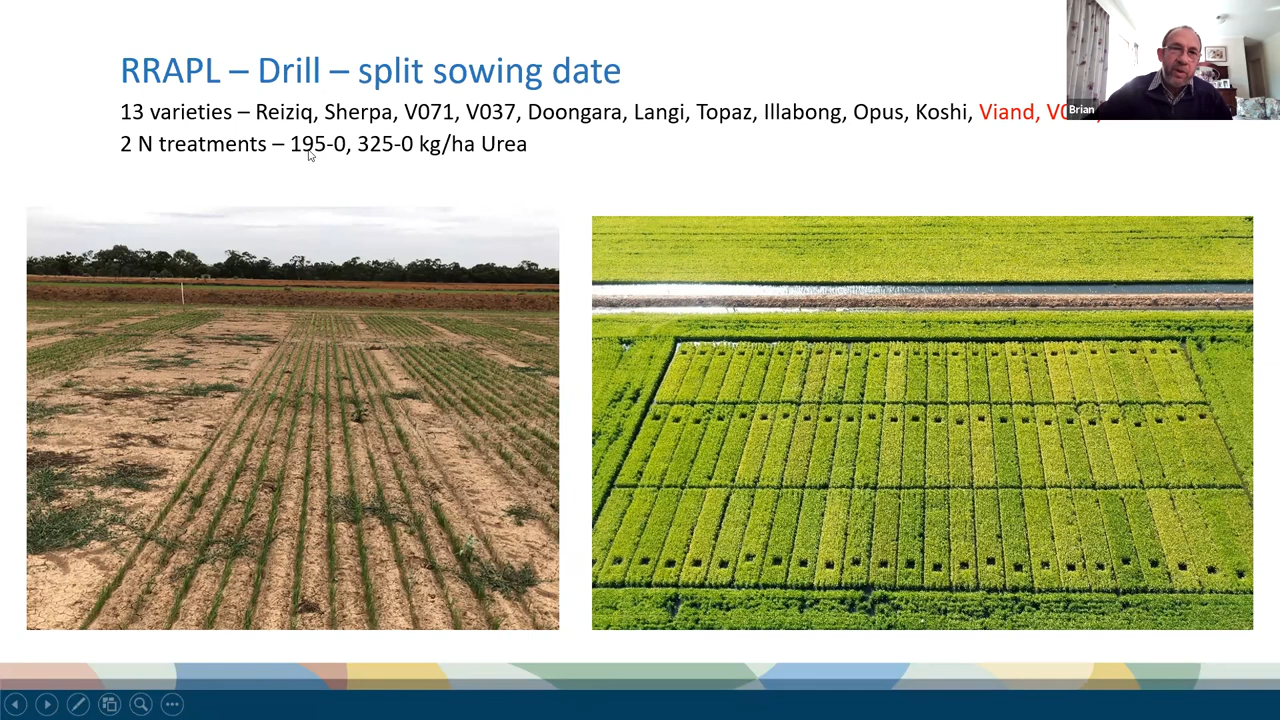 RRAPL – Drill – split sowing date
13 varieties – Reiziq, Sherpa, V071, V037, Doongara, Langi, Topaz, Illabong, Opus, Koshi, Viand,
2 N treatments – 195-0, 325-0 kg/ha Urea
Brian